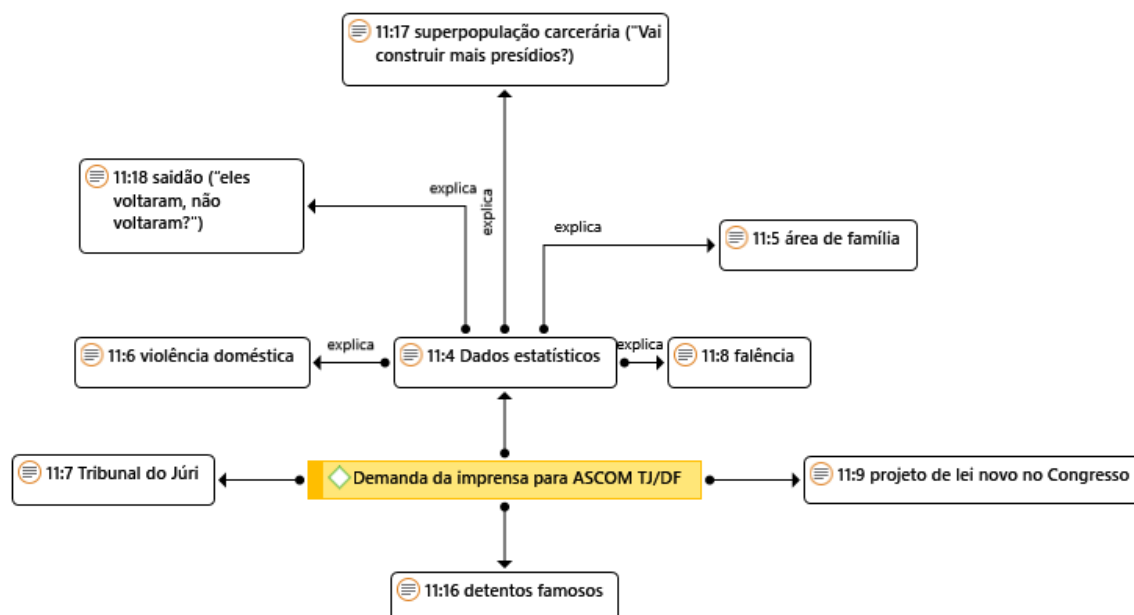 11:17 superpopulação carcerária ("Vai
construir mais presídios?)
11:18 saidão ("eles
voltaram, não
voltaram?")
explica
explica
explica
11:5 área de família
11:6 violência doméstica
explica
11:4 Dados estatísticos
explica
11:8 falência
11:7 Tribunal do Júri
Demanda da imprensa para ASCOM TJ/DF
11:9 projeto de lei novo no Congresso
11:16 detentos famosos